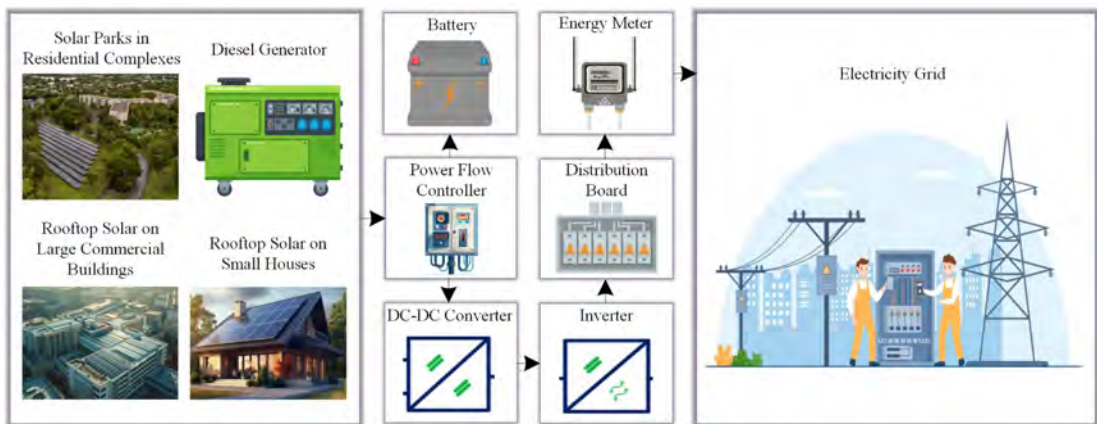 Solar Parks in
Residential Complexes
Diesel Generator
Rooftop Solar on
Large Commercial
Buildings
Rooftop Solar on
Small Houses
Battery
Power Flow
Controller
DC-DC Converter
Energy Meter
Distribution
Board
Inverter
Electricity Grid